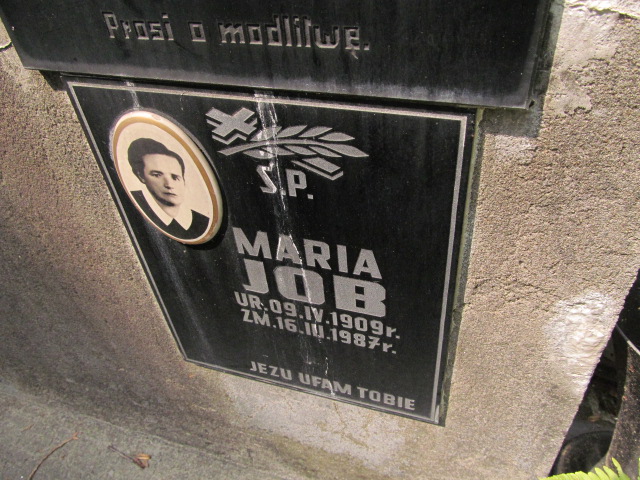 Prosi o modlitwę.
Ś.P.
MARIA
JOB
UR.09.IV.1909r.
ZM.16.III.1987r.
JEZU UFAM TOBIE